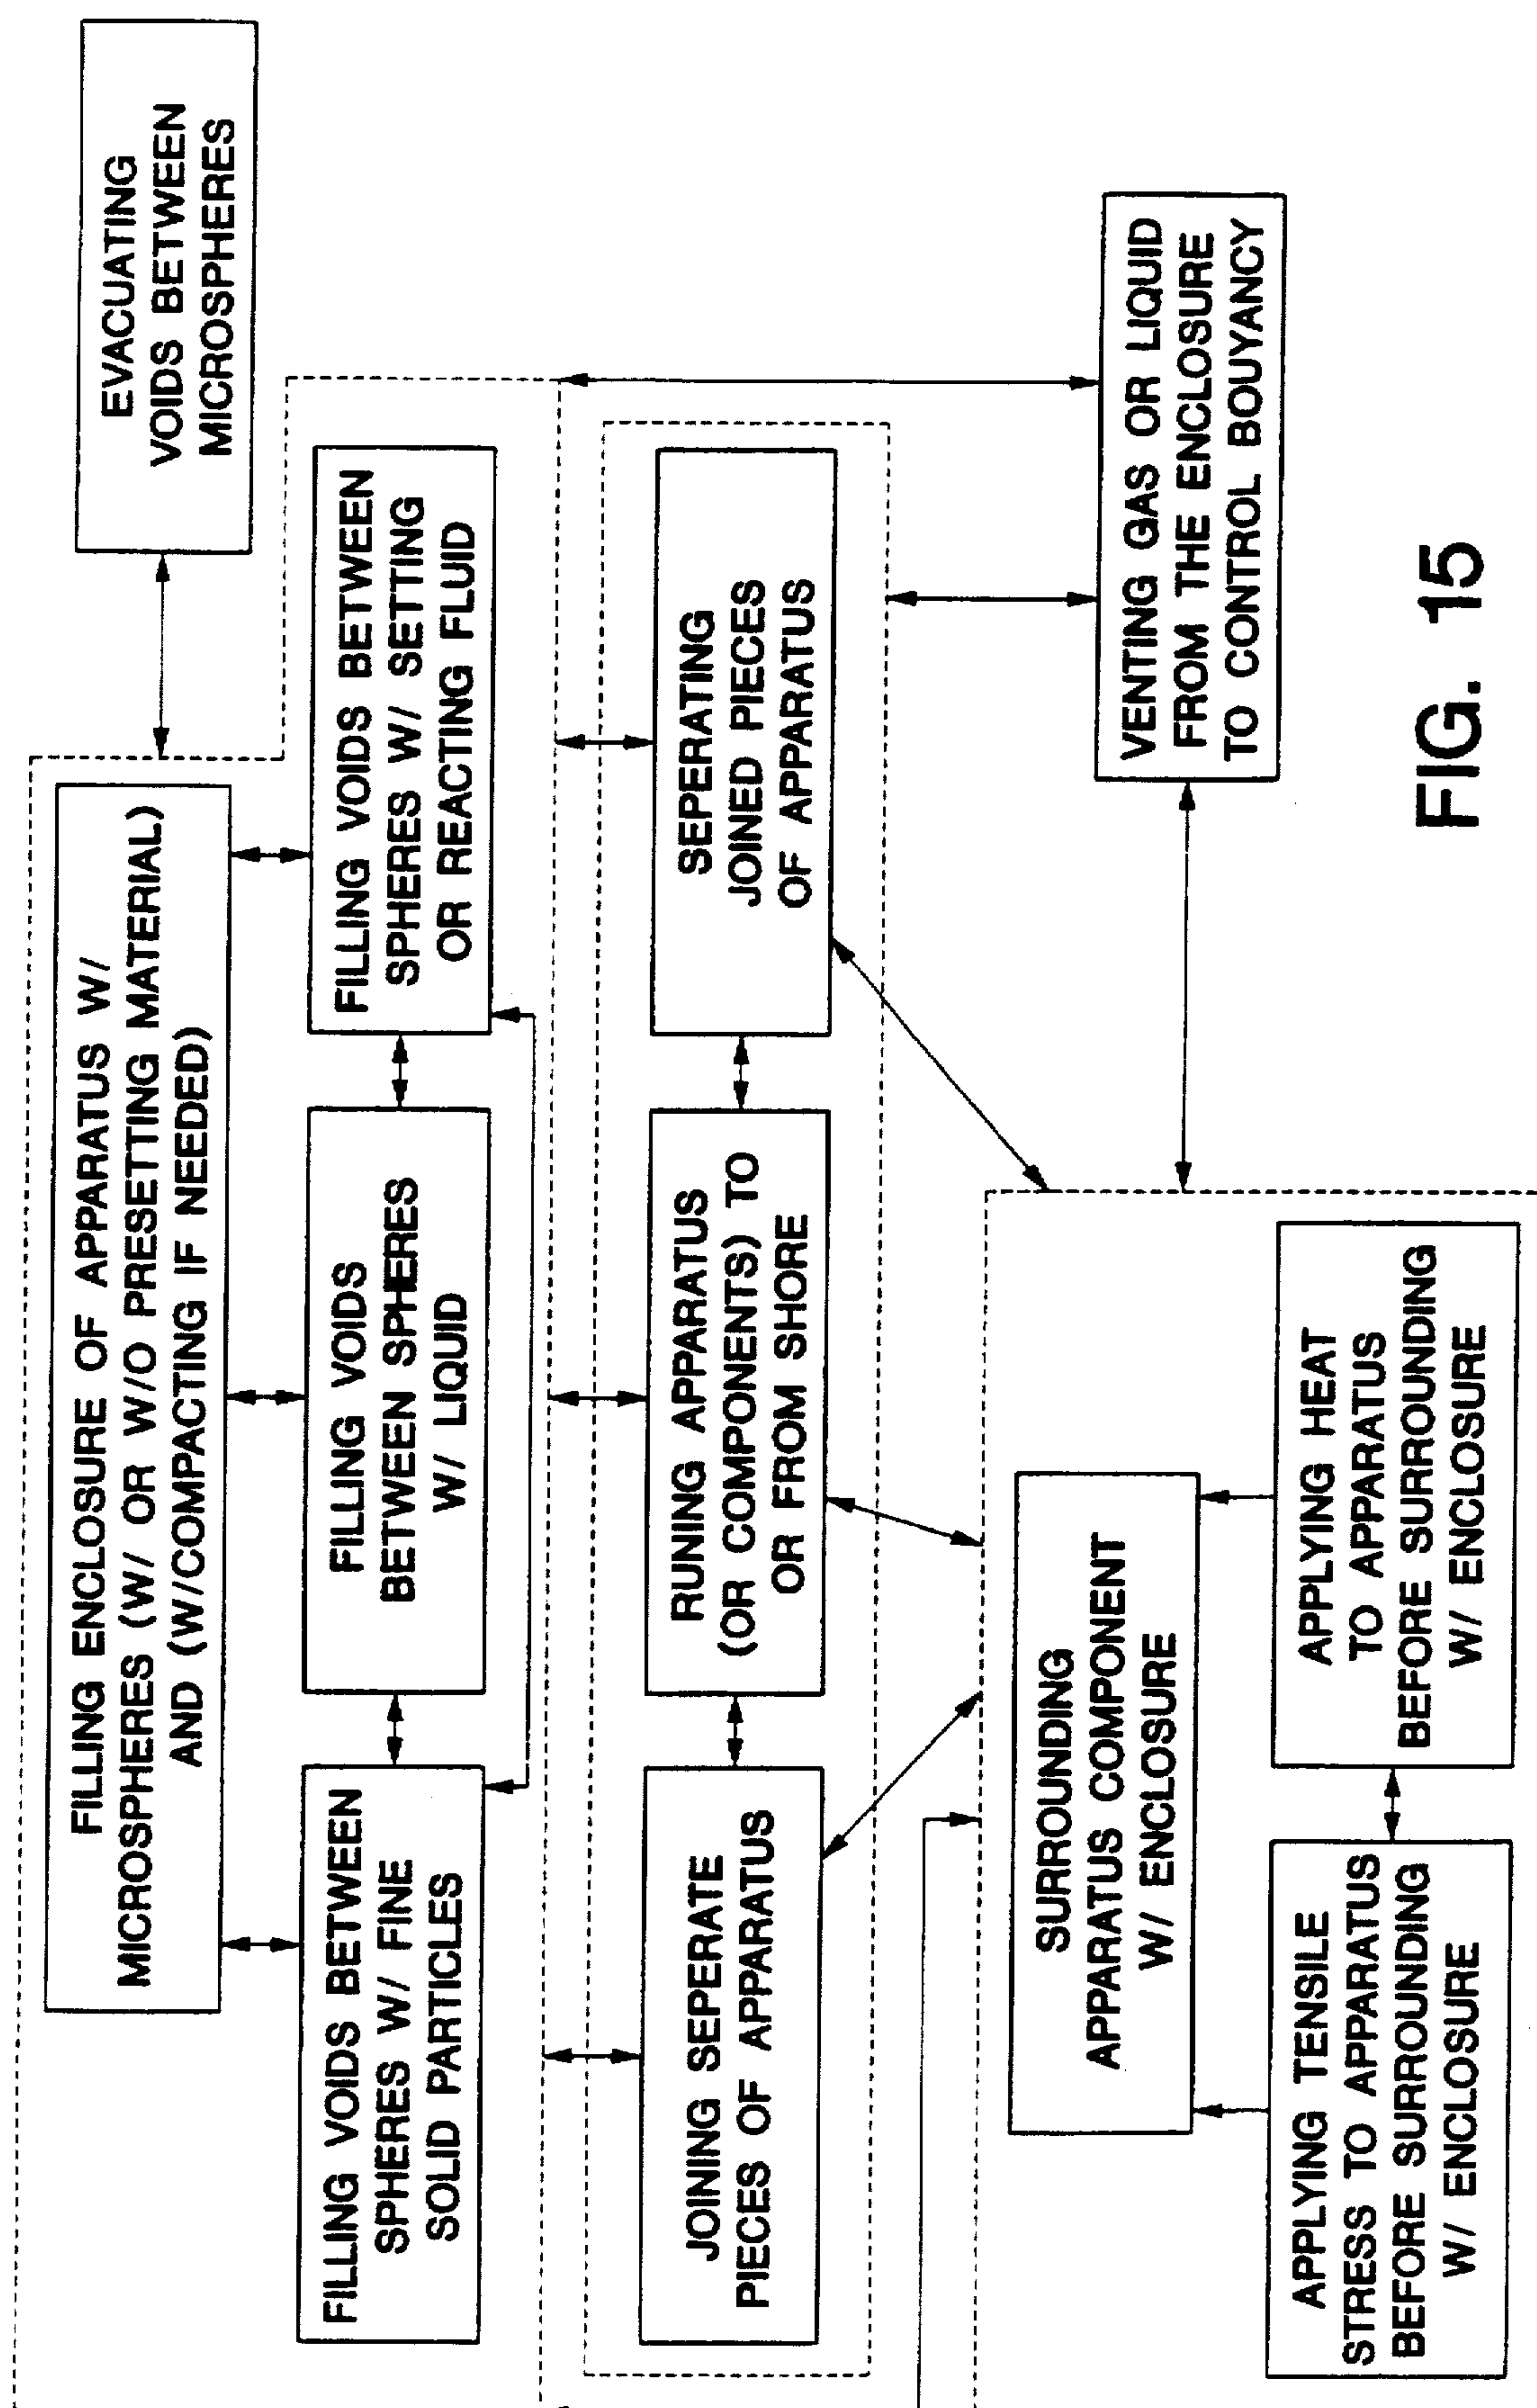 EVACUATING
VOIDS BETWEEN
MICROSPHERES
FILLING ENCLOSURE OF APPARATUS W/
MICROSPHERES (W/ OR W/O PRESETTING MATERIAL)
AND (W/COMPACTING IF NEEDED)
FILLING VOIDS BETWEEN
SPHERES W/ FINE
SOLID PARTICLES
FILLING VOIDS
BETWEEN SPHERES
W/ LIQUID
FILLING VOIDS BETWEEN
SPHERES W/ SETTING
OR REACTING FLUID
JOINING SEPERATE
PIECES OF APPARATUS
RUNING APPARATUS
(OR COMPONENTS) TO
OR FROM SHORE
SEPERATING
JOINED PIECES
OF APPARATUS
SURROUNDING
APPARATUS COMPONENT
W/ ENCLOSURE
VENTING GAS OR LIQUID
FROM THE ENCLOSURE
TO CONTROL BOUYANCY
APPLYING TENSILE
STRESS TO APPARATUS
BEFORE SURROUNDING
W/ ENCLOSURE
APPLYING HEAT
TO APPARATUS
BEFORE SURROUNDING
W/ ENCLOSURE
FIG. 15